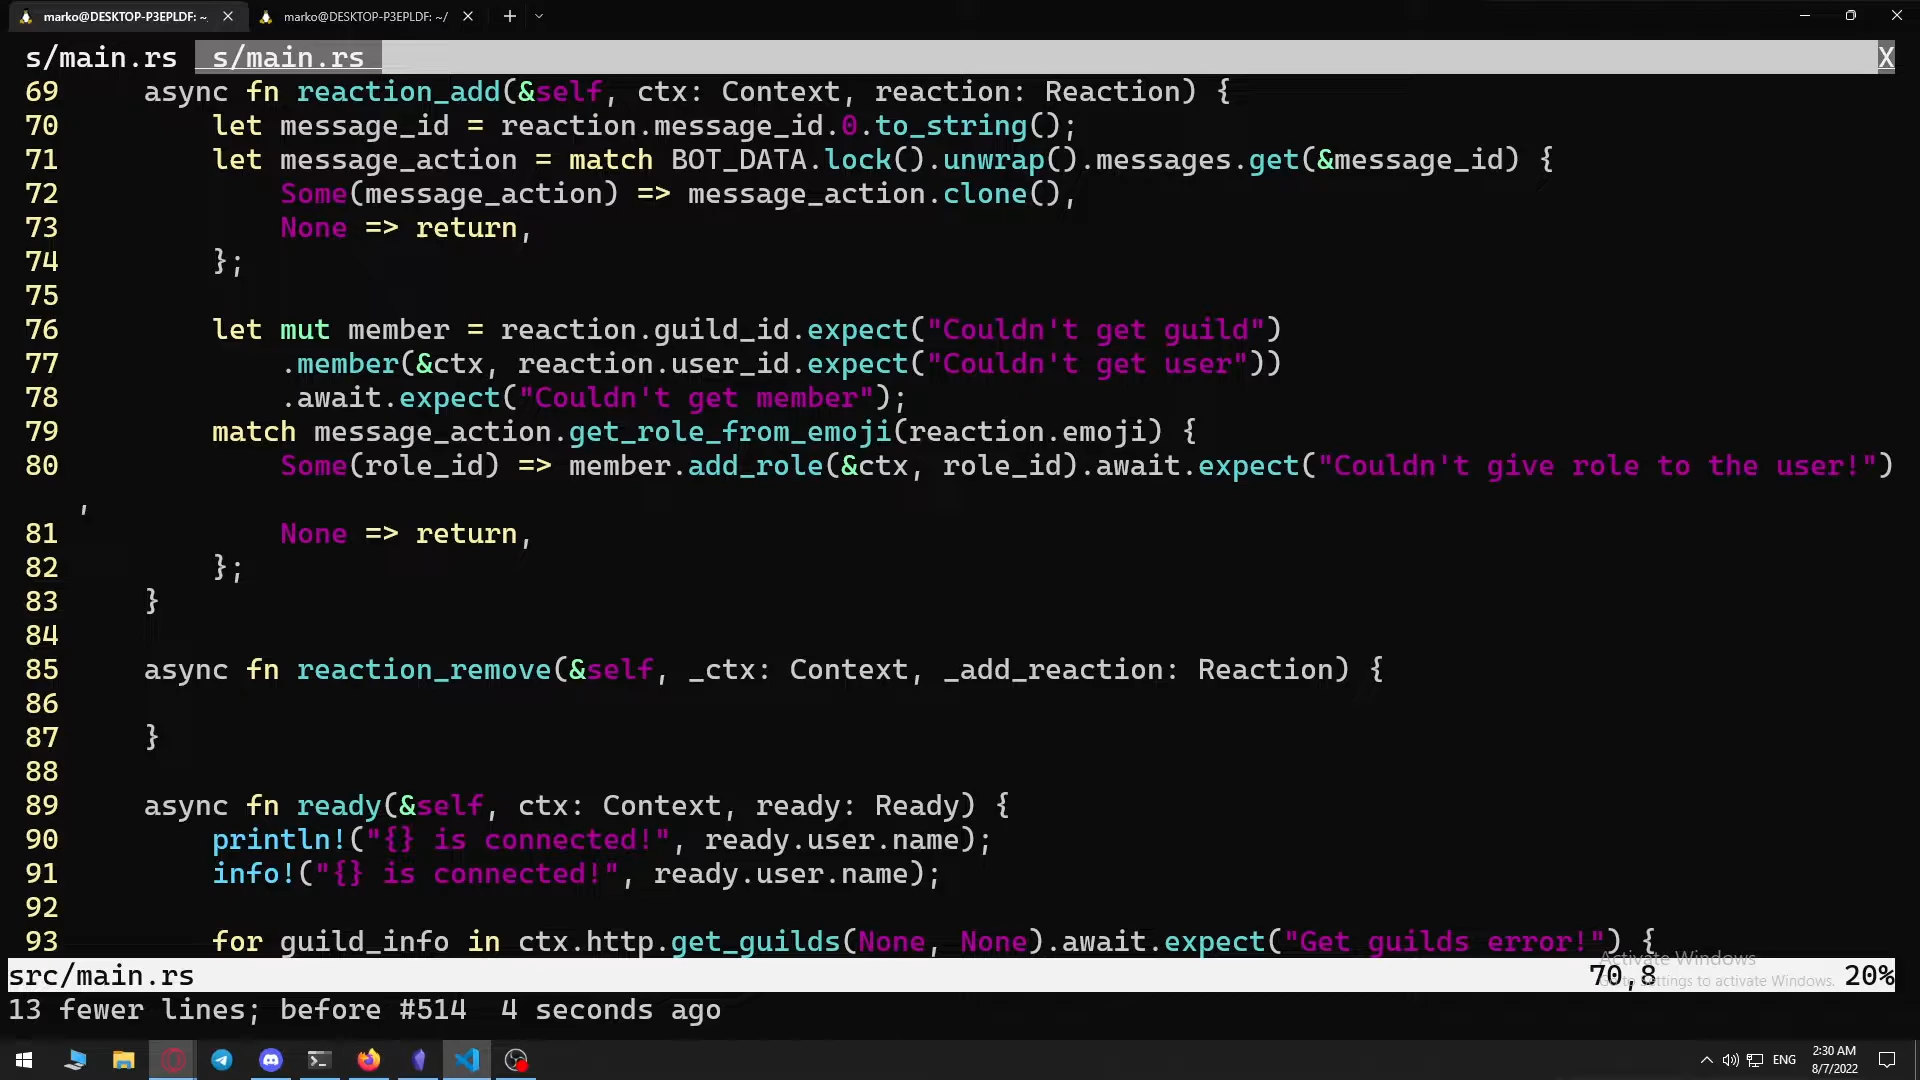 marko@DESKTOP-P3EPLDF: ~ marko@DESKTOP-P3EPLDF: ~/
s/main.rs s/main.rs X
69     async fn reaction_add(&self, ctx: Context, reaction: Reaction) {
70         let message_id = reaction.message_id.0.to_string();
71         let message_action = match BOT_DATA.lock().unwrap().messages.get(&message_id) {
72             Some(message_action) => message_action.clone(),
73             None => return,
74         };
75
76         let mut member = reaction.guild_id.expect("Couldn't get guild")
77             .member(&ctx, reaction.user_id.expect("Couldn't get user"))
78             .await.expect("Couldn't get member");
79         match message_action.get_role_from_emoji(reaction.emoji) {
80             Some(role_id) => member.add_role(&ctx, role_id).await.expect("Couldn't give role to the user!")
,
81             None => return,
82         };
83     }
84
85     async fn reaction_remove(&self, _ctx: Context, _add_reaction: Reaction) {
86
87     }
88
89     async fn ready(&self, ctx: Context, ready: Ready) {
90         println!("{} is connected!", ready.user.name);
91         info!("{} is connected!", ready.user.name);
92
93         for guild_info in ctx.http.get_guilds(None, None).await.expect("Get guilds error!") {
Activate Windows
src/main.rs 70,8 20%
Go to Settings to activate Windows.
13 fewer lines; before #514  4 seconds ago
ENG 2:30 AM
8/7/2022